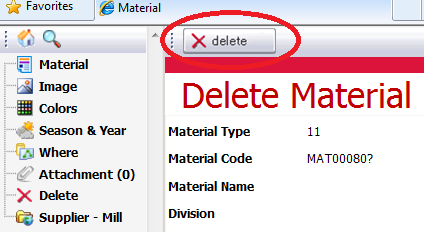 Favorites Material
delete
Material
Image
Colors
Season & Year
Where
Attachment (0)
Delete
Supplier - Mill
Delete Material
Material Type 11
Material Code MAT00080?
Material Name
Division